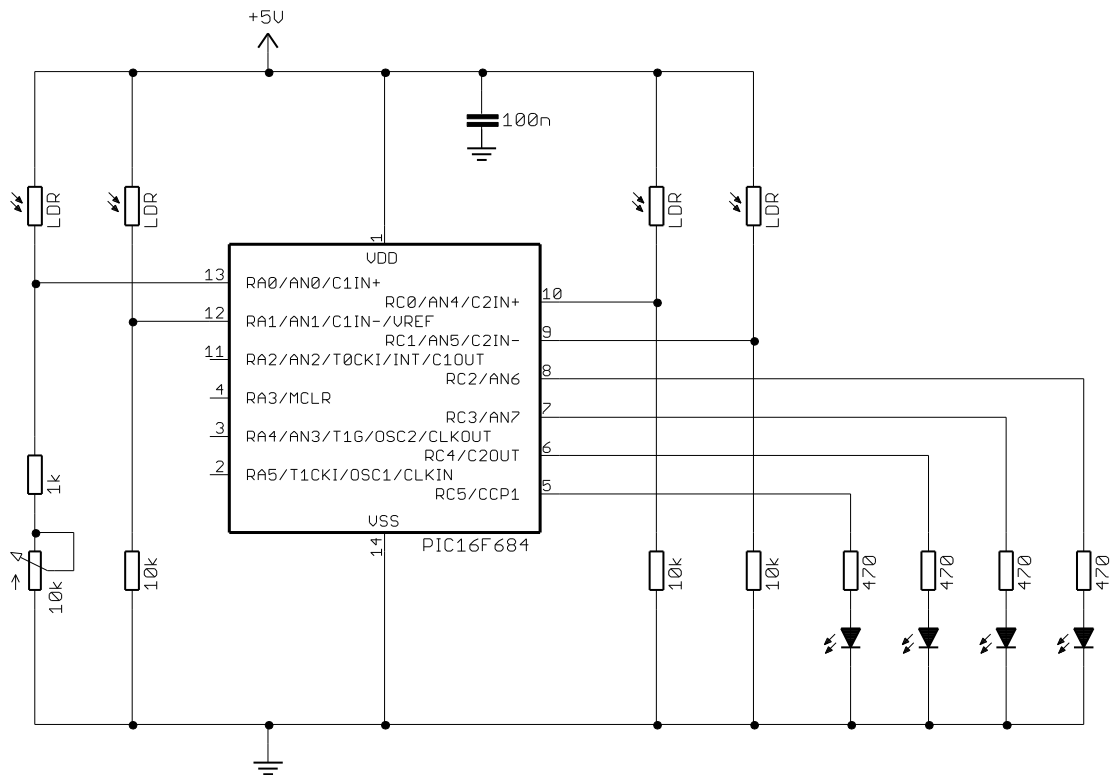 +5V
100n
LDR
LDR
LDR
LDR
1
VDD
13
RA0/AN0/C1IN+
10
RC0/AN4/C2IN+
12
RA1/AN1/C1IN-/VREF
9
RC1/AN5/C2IN-
11
RA2/AN2/T0CKI/INT/C1OUT
8
RC2/AN6
4
RA3/MCLR
7
RC3/AN7
3
RA4/AN3/T1G/OSC2/CLKOUT
6
RC4/C2OUT
2
RA5/T1CKI/OSC1/CLKIN
5
RC5/CCP1
1k
VSS
14
PIC16F684
10k
10k
10k
10k
470
470
470
470